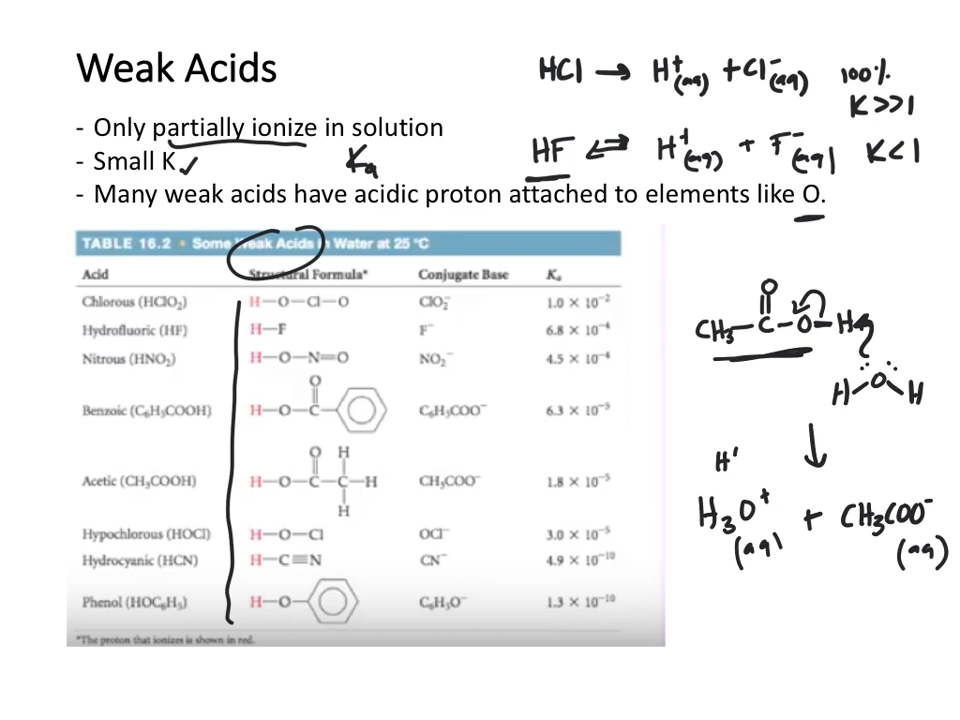 Weak Acids
HCl → H⁺(aq) + Cl⁻(aq) 100%
K>>1
- Only partially ionize in solution
HF ⇌ H⁺(aq) + F⁻(aq) K<1
- Small K ✓ Ka
- Many weak acids have acidic proton attached to elements like O.
TABLE 16.2 • Some Weak Acids in Water at 25 °C
Acid Structural Formula* Conjugate Base Kₐ
Chlorous (HClO₂) H—O—Cl—O ClO₂⁻ 1.0 × 10⁻²
Hydrofluoric (HF) H—F F⁻ 6.8 × 10⁻⁴
Nitrous (HNO₂) H—O—N═O NO₂⁻ 4.5 × 10⁻⁴
O
Benzoic (C₆H₅COOH) H—O—C— C₆H₅COO⁻ 6.3 × 10⁻⁵
O H
Acetic (CH₃COOH) H—O—C—C—H CH₃COO⁻ 1.8 × 10⁻⁵
H
Hypochlorous (HOCl) H—O—Cl OCl⁻ 3.0 × 10⁻⁵
Hydrocyanic (HCN) H—C≡N CN⁻ 4.9 × 10⁻¹⁰
Phenol (HOC₆H₅) H—O— C₆H₅O⁻ 1.3 × 10⁻¹⁰
*The proton that ionizes is shown in red.
O
CH₃—C—O—H
H—O—H
↓
H'
H₃O⁺ + CH₃COO⁻
(aq) (aq)